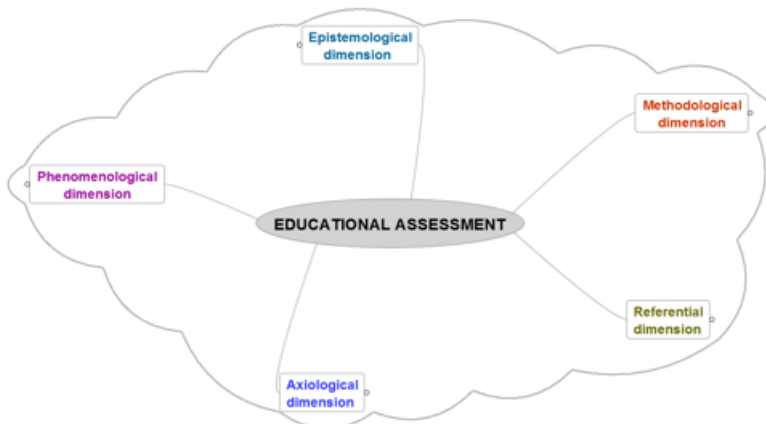 Epistemological
dimension
Methodological
dimension
Phenomenological
dimension
EDUCATIONAL ASSESSMENT
Referential
dimension
Axiological
dimension